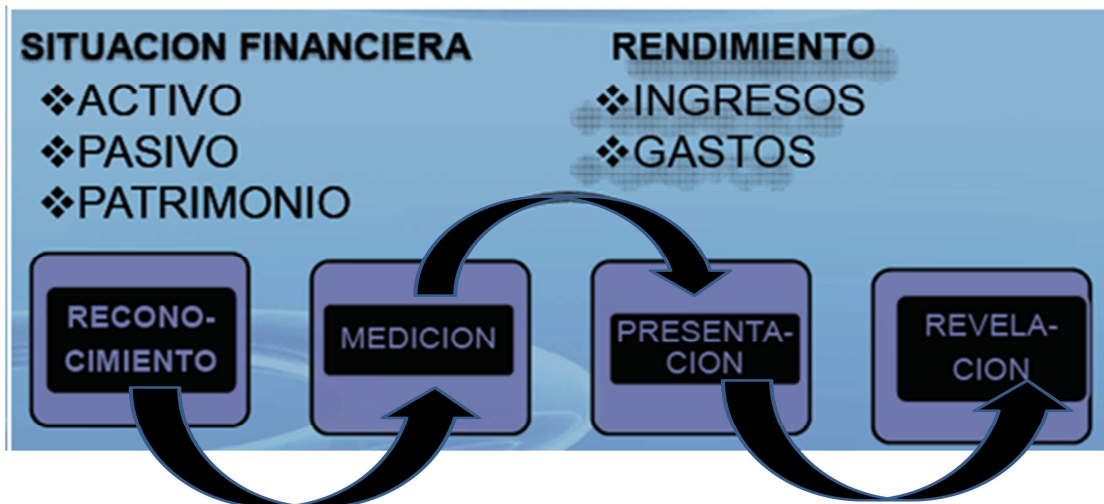 SITUACION FINANCIERA
❖ACTIVO
❖PASIVO
❖PATRIMONIO
RENDIMIENTO
❖INGRESOS
❖GASTOS
RECONO-
CIMIENTO
MEDICION
PRESENTA-
CION
REVELA-
CION